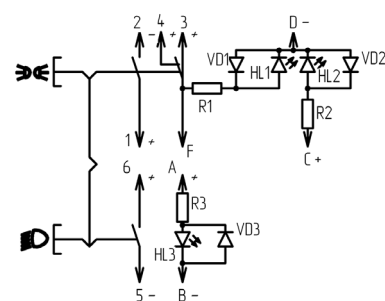 2 - 4 3 +
D -
VD1
HL1
HL2
VD2
R1
R2
1 + F
C +
6 + A +
R3
HL3
VD3
5 - B -